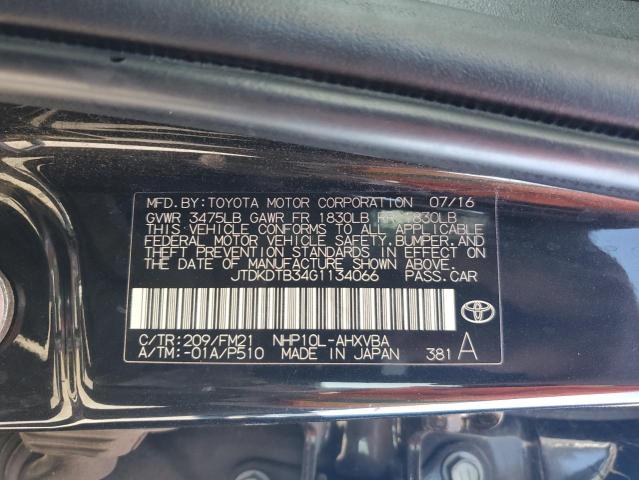 MFD. BY: TOYOTA MOTOR CORPORATION 07/16
GVWR 3475LB GAWR FR 1830LB RR 1830LB
THIS VEHICLE CONFORMS TO ALL APPLICABLE
FEDERAL MOTOR VEHICLE SAFETY, BUMPER, AND
THEFT PREVENTION STANDARDS IN EFFECT ON THE
DATE OF MANUFACTURE SHOWN ABOVE.
JTDKDTB34G1134066 PASS. CAR
C/TR: 209/FM21 NHP10L-AHXVBA
A/TM: -01A/P510 MADE IN JAPAN 381 A